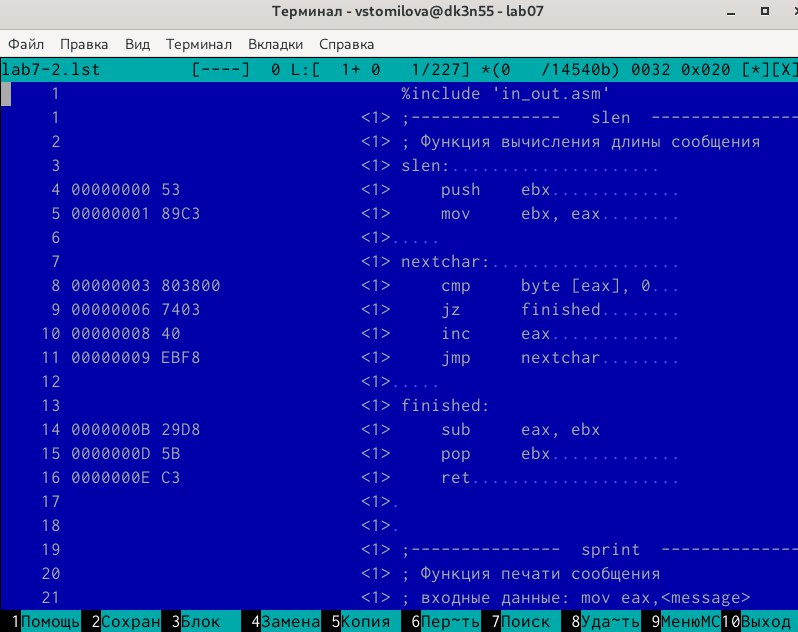 Терминал - vstomilova@dk3n55 - lab07
Файл Правка Вид Терминал Вкладки Справка
lab7-2.lst [----] 0 L:[ 1+ 0 1/227] *(0 /14540b) 0032 0x020 [*][X]
1 %include 'in_out.asm'
1 <1> ;--------------- slen ---------------
2 <1> ; Функция вычисления длины сообщения
3 <1> slen:.....................
4 00000000 53 <1> push ebx.............
5 00000001 89C3 <1> mov ebx, eax........
6 <1>.....
7 <1> nextchar:...................
8 00000003 803800 <1> cmp byte [eax], 0...
9 00000006 7403 <1> jz finished........
10 00000008 40 <1> inc eax.............
11 00000009 EBF8 <1> jmp nextchar........
12 <1>.....
13 <1> finished:
14 0000000B 29D8 <1> sub eax, ebx
15 0000000D 5B <1> pop ebx.............
16 0000000E C3 <1> ret.....................
17 <1>.
18 <1>.
19 <1> ;--------------- sprint --------------
20 <1> ; Функция печати сообщения
21 <1> ; входные данные: mov eax,<message>
1Помощь 2Сохран 3Блок 4Замена 5Копия 6Пер~ть 7Поиск 8Уда~ть 9МенюMC 10Выход